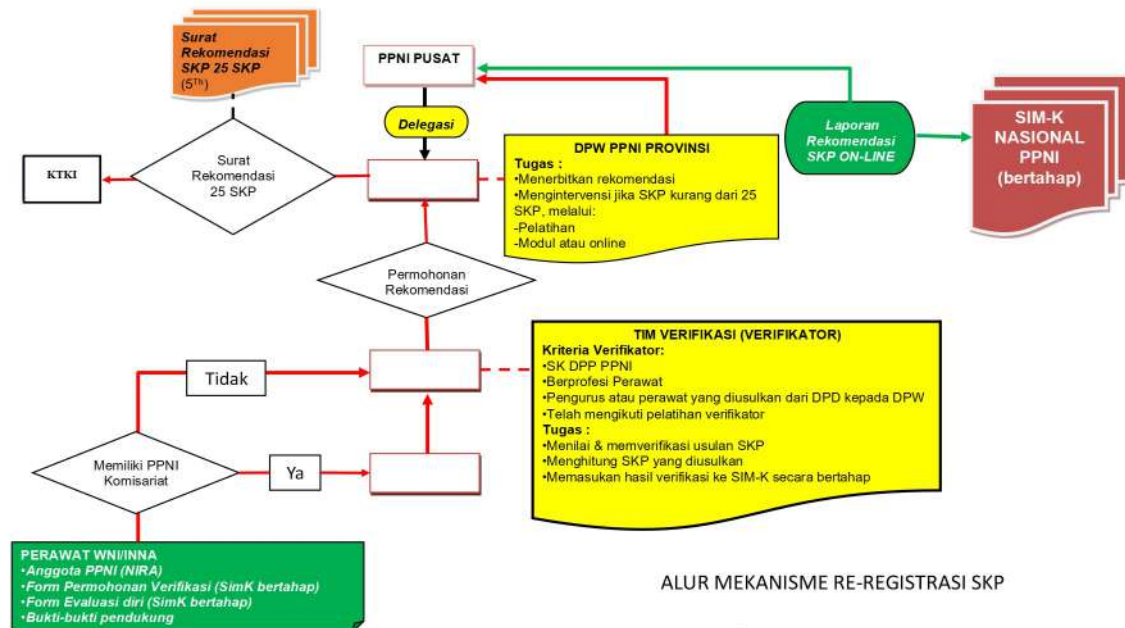 Surat
Rekomendasi
SKP 25 SKP
(5Th)
PPNI PUSAT
Delegasi
Laporan
Rekomendasi
SKP ON-LINE
SIM-K
NASIONAL
PPNI
(bertahap)
KTKI
Surat
Rekomendasi
25 SKP
DPW PPNI PROVINSI
Tugas :
•Menerbitkan rekomendasi
•Mengintervensi jika SKP kurang dari 25
SKP, melalui:
-Pelatihan
-Modul atau online
Permohonan
Rekomendasi
TIM VERIFIKASI (VERIFIKATOR)
Kriteria Verifikator:
•SK DPP PPNI
•Berprofesi Perawat
•Pengurus atau perawat yang diusulkan dari DPD kepada DPW
•Telah mengikuti pelatihan verifikator
Tugas :
•Menilai & memverifikasi usulan SKP
•Menghitung SKP yang diusulkan
•Memasukan hasil verifikasi ke SIM-K secara bertahap
Tidak
Memiliki PPNI
Komisariat
Ya
PERAWAT WNI/INNA
•Anggota PPNI (NIRA)
•Form Permohonan Verifikasi (SimK bertahap)
•Form Evaluasi diri (SimK bertahap)
•Bukti-bukti pendukung
ALUR MEKANISME RE-REGISTRASI SKP